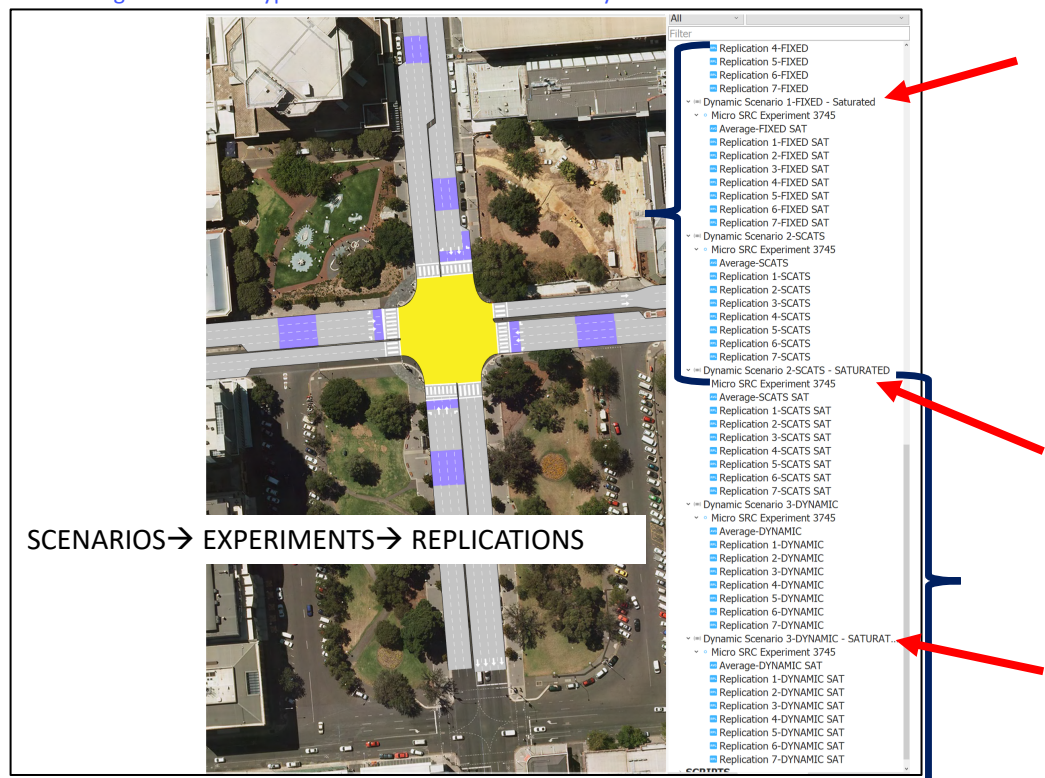 All
Filter
Replication 4-FIXED
Replication 5-FIXED
Replication 6-FIXED
Replication 7-FIXED
Dynamic Scenario 1-FIXED - Saturated
Micro SRC Experiment 3745
Average-FIXED SAT
Replication 1-FIXED SAT
Replication 2-FIXED SAT
Replication 3-FIXED SAT
Replication 4-FIXED SAT
Replication 5-FIXED SAT
Replication 6-FIXED SAT
Replication 7-FIXED SAT
Dynamic Scenario 2-SCATS
Micro SRC Experiment 3745
Average-SCATS
Replication 1-SCATS
Replication 2-SCATS
Replication 3-SCATS
Replication 4-SCATS
Replication 5-SCATS
Replication 6-SCATS
Replication 7-SCATS
Dynamic Scenario 2-SCATS - SATURATED
Micro SRC Experiment 3745
Average-SCATS SAT
Replication 1-SCATS SAT
Replication 2-SCATS SAT
Replication 3-SCATS SAT
Replication 4-SCATS SAT
Replication 5-SCATS SAT
Replication 6-SCATS SAT
Replication 7-SCATS SAT
Dynamic Scenario 3-DYNAMIC
Micro SRC Experiment 3745
Average-DYNAMIC
Replication 1-DYNAMIC
Replication 2-DYNAMIC
Replication 3-DYNAMIC
Replication 4-DYNAMIC
Replication 5-DYNAMIC
Replication 6-DYNAMIC
Replication 7-DYNAMIC
Dynamic Scenario 3-DYNAMIC - SATURAT...
Micro SRC Experiment 3745
Average-DYNAMIC SAT
Replication 1-DYNAMIC SAT
Replication 2-DYNAMIC SAT
Replication 3-DYNAMIC SAT
Replication 4-DYNAMIC SAT
Replication 5-DYNAMIC SAT
Replication 6-DYNAMIC SAT
Replication 7-DYNAMIC SAT
SCRIPTS
SCENARIOS→ EXPERIMENTS→ REPLICATIONS